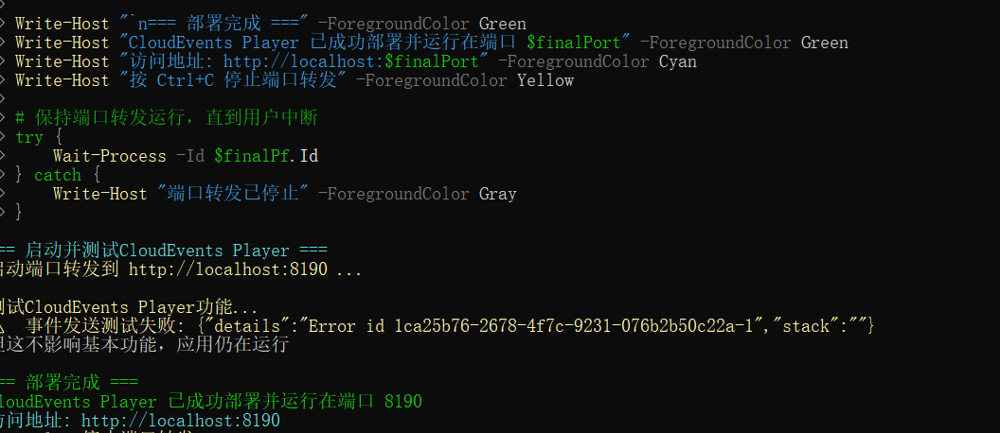 > Write-Host "`n=== 部署完成 ===" -ForegroundColor Green
> Write-Host "CloudEvents Player 已成功部署并运行在端口 $finalPort" -ForegroundColor Green
> Write-Host "访问地址: http://localhost:$finalPort" -ForegroundColor Cyan
> Write-Host "按 Ctrl+C 停止端口转发" -ForegroundColor Yellow
>
> # 保持端口转发运行，直到用户中断
> try {
>     Wait-Process -Id $finalPf.Id
> } catch {
>     Write-Host "端口转发已停止" -ForegroundColor Gray
> }
== 启动并测试CloudEvents Player ===
启动端口转发到 http://localhost:8190 ...
测试CloudEvents Player功能...
事件发送测试失败: {"details":"Error id 1ca25b76-2678-4f7c-9231-076b2b50c22a-1","stack":""}
但这不影响基本功能，应用仍在运行
== 部署完成 ===
CloudEvents Player 已成功部署并运行在端口 8190
访问地址: http://localhost:8190